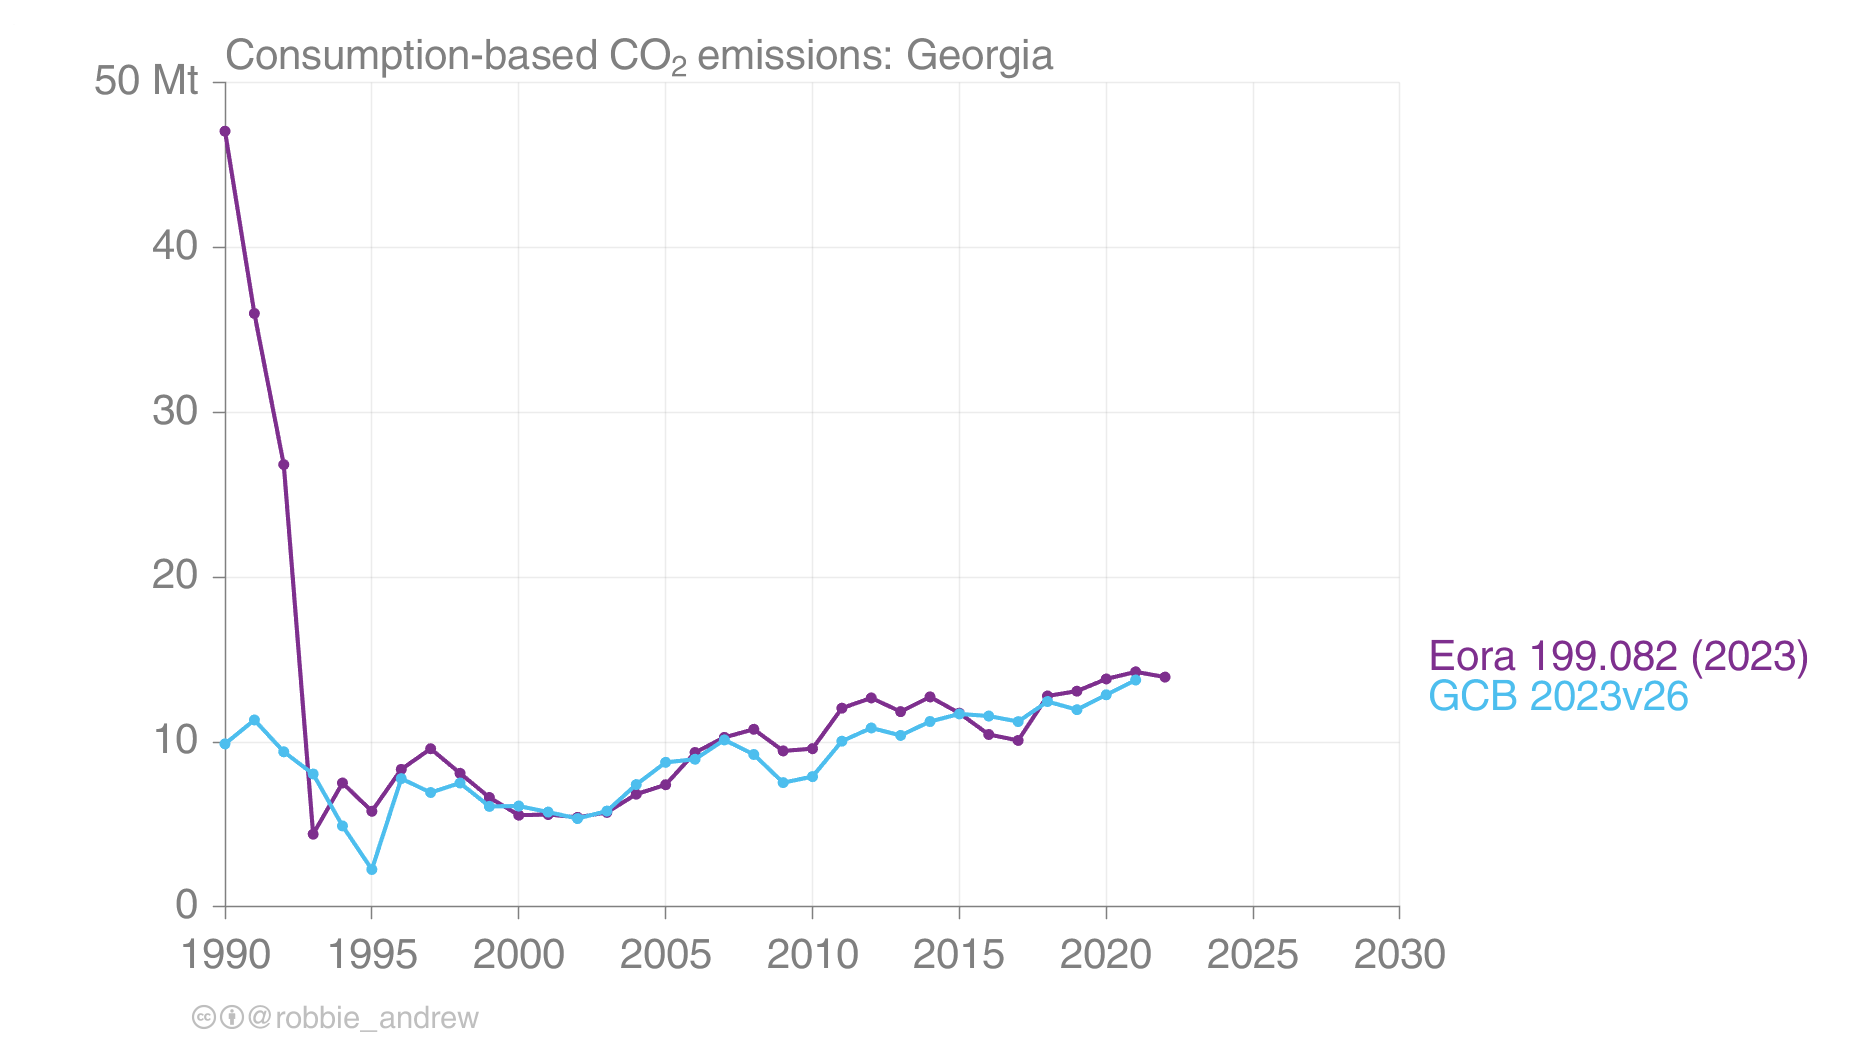 Consumption-based CO₂ emissions: Georgia
50 Mt
40
30
20
10
0
1990 1995 2000 2005 2010 2015 2020 2025 2030
Eora 199.082 (2023)
GCB 2023v26
@robbie_andrew